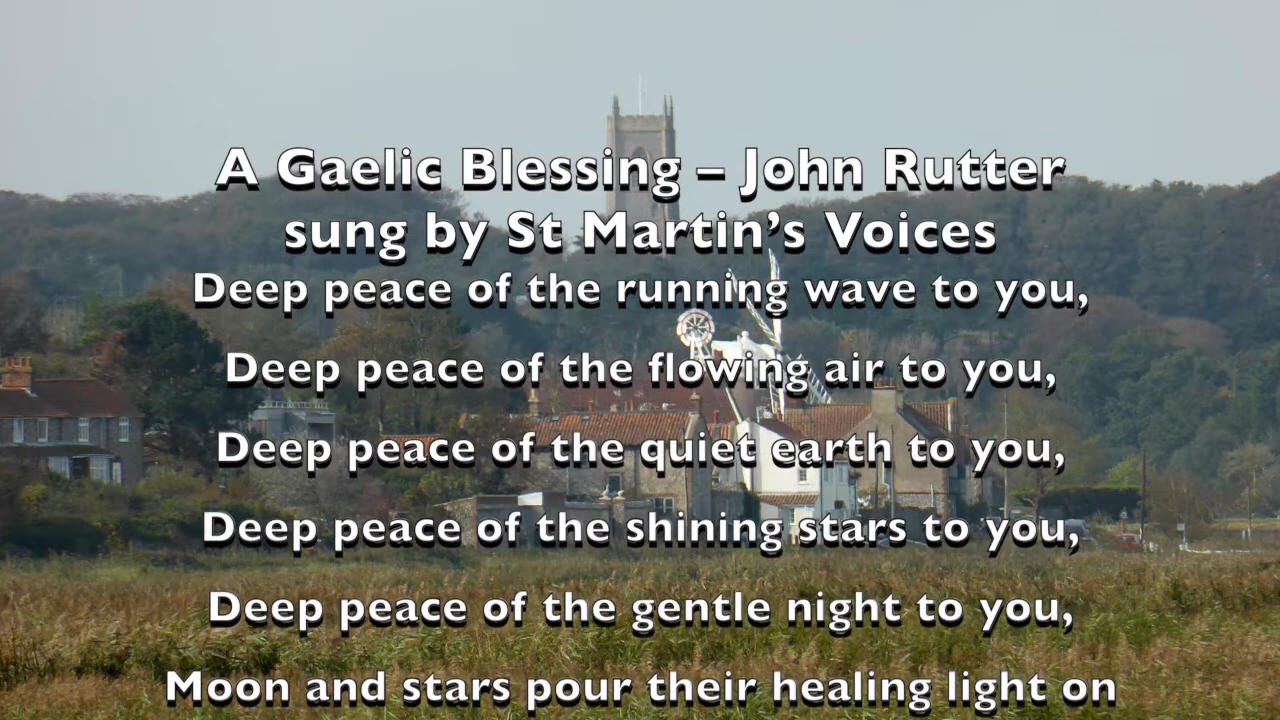 A Gaelic Blessing – John Rutter
sung by St Martin’s Voices
Deep peace of the running wave to you,
Deep peace of the flowing air to you,
Deep peace of the quiet earth to you,
Deep peace of the shining stars to you,
Deep peace of the gentle night to you,
Moon and stars pour their healing light on